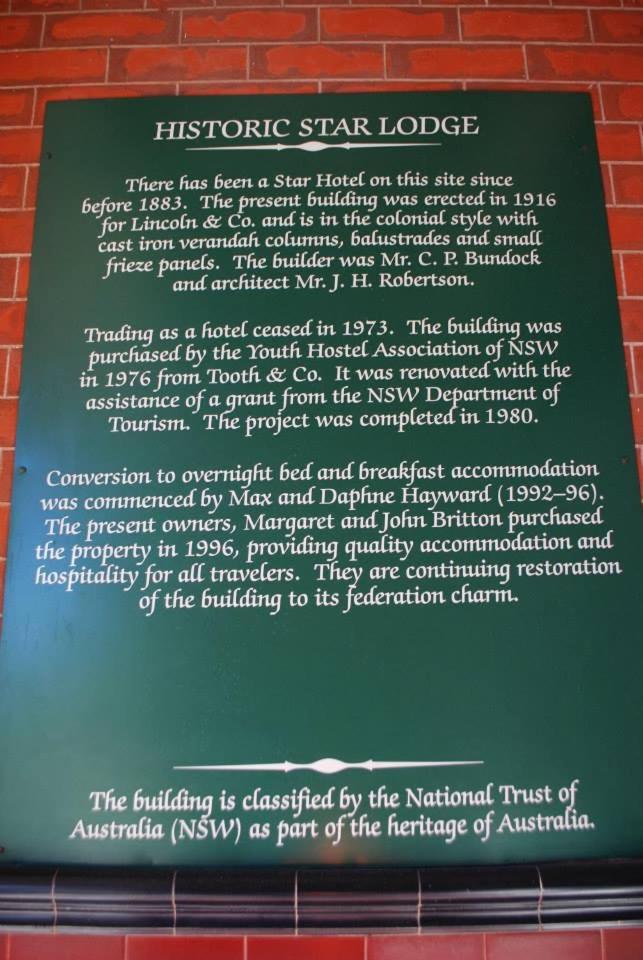 HISTORIC STAR LODGE
There has been a Star Hotel on this site since
before 1883. The present building was erected in 1916
for Lincoln & Co. and is in the colonial style with
cast iron verandah columns, balustrades and small
frieze panels. The builder was Mr. C. P. Bundock
and architect Mr. J. H. Robertson.
Trading as a hotel ceased in 1973. The building was
purchased by the Youth Hostel Association of NSW
in 1976 from Tooth & Co. It was renovated with the
assistance of a grant from the NSW Department of
Tourism. The project was completed in 1980.
Conversion to overnight bed and breakfast accommodation
was commenced by Max and Daphne Hayward (1992–96).
The present owners, Margaret and John Britton purchased
the property in 1996, providing quality accommodation and
hospitality for all travelers. They are continuing restoration
of the building to its federation charm.
The building is classified by the National Trust of
Australia (NSW) as part of the heritage of Australia.